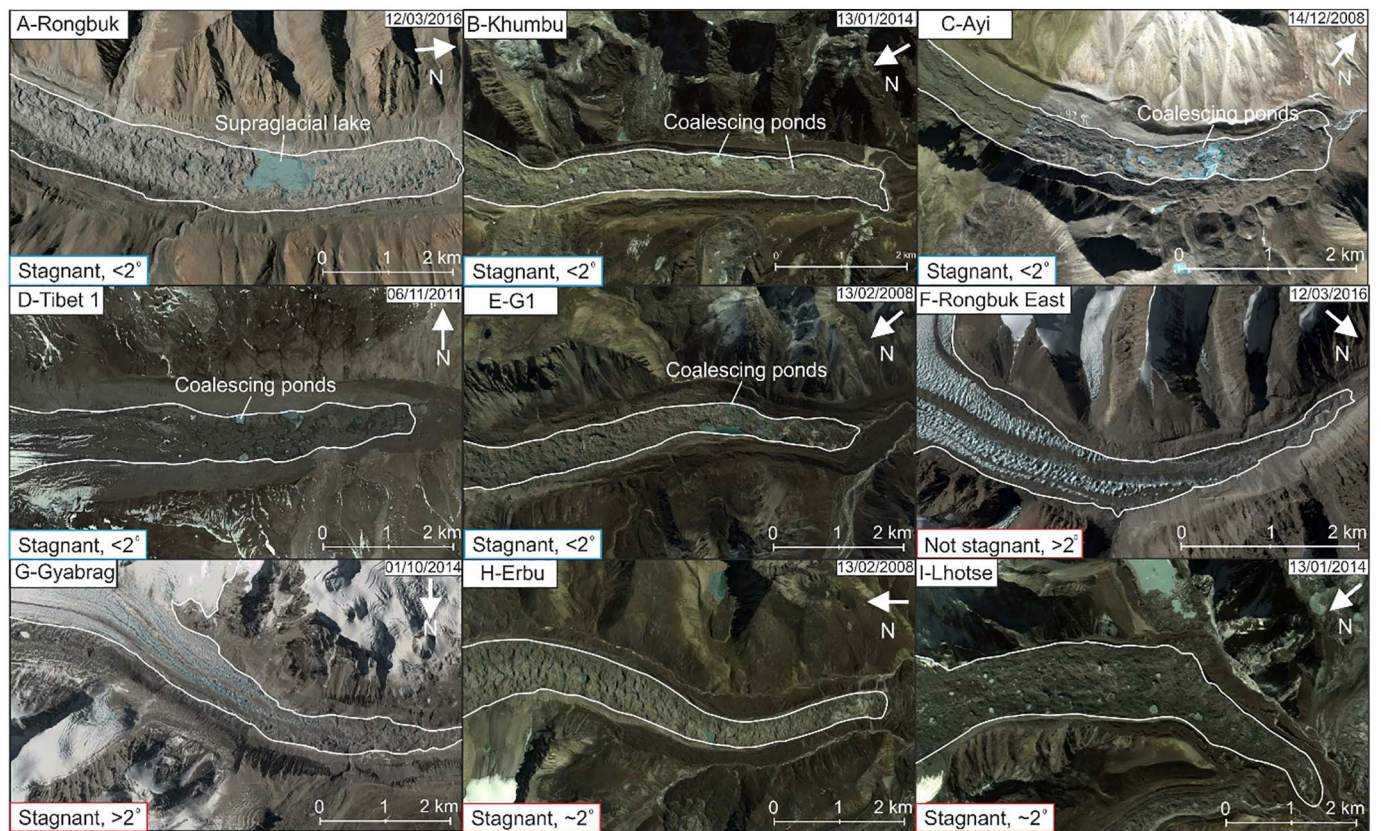 A-Rongbuk
12/03/2016
N
Supraglacial lake
0 1 2 km
Stagnant, <2°
B-Khumbu
13/01/2014
N
Coalescing ponds
0 1 2 km
Stagnant, <2°
C-Ayi
14/12/2008
N
Coalescing ponds
0 1 2 km
Stagnant, <2°
D-Tibet 1
06/11/2011
N
Coalescing ponds
0 1 2 km
Stagnant, <2°
E-G1
13/02/2008
N
Coalescing ponds
0 1 2 km
Stagnant, <2°
F-Rongbuk East
12/03/2016
N
0 1 2 km
Not stagnant, >2°
G-Gyabrag
01/10/2014
N
0 1 2 km
Stagnant, >2°
H-Erbu
13/02/2008
N
0 1 2 km
Stagnant, ~2°
I-Lhotse
13/01/2014
N
0 1 2 km
Stagnant, ~2°